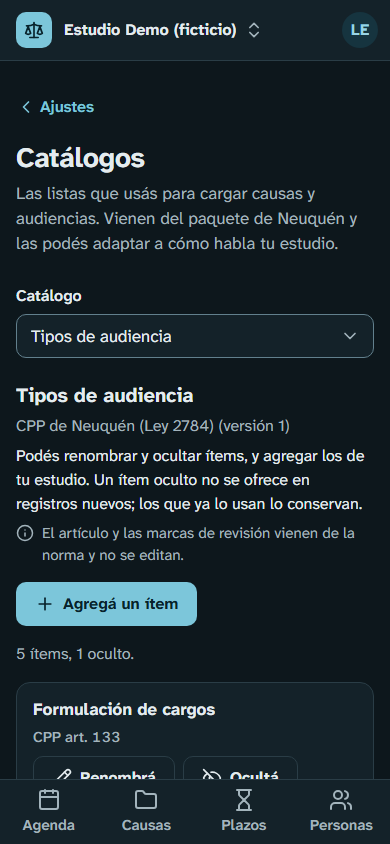 Estudio Demo (ficticio)
LE
Ajustes
Catálogos
Las listas que usás para cargar causas y
audiencias. Vienen del paquete de Neuquén y
las podés adaptar a cómo habla tu estudio.
Catálogo
Tipos de audiencia
Tipos de audiencia
CPP de Neuquén (Ley 2784) (versión 1)
Podés renombrar y ocultar ítems, y agregar los de
tu estudio. Un ítem oculto no se ofrece en
registros nuevos; los que ya lo usan lo conservan.
El artículo y las marcas de revisión vienen de la
norma y no se editan.
Agregá un ítem
5 ítems, 1 oculto.
Formulación de cargos
CPP art. 133
Renombrá
Ocultá
Agenda
Causas
Plazos
Personas